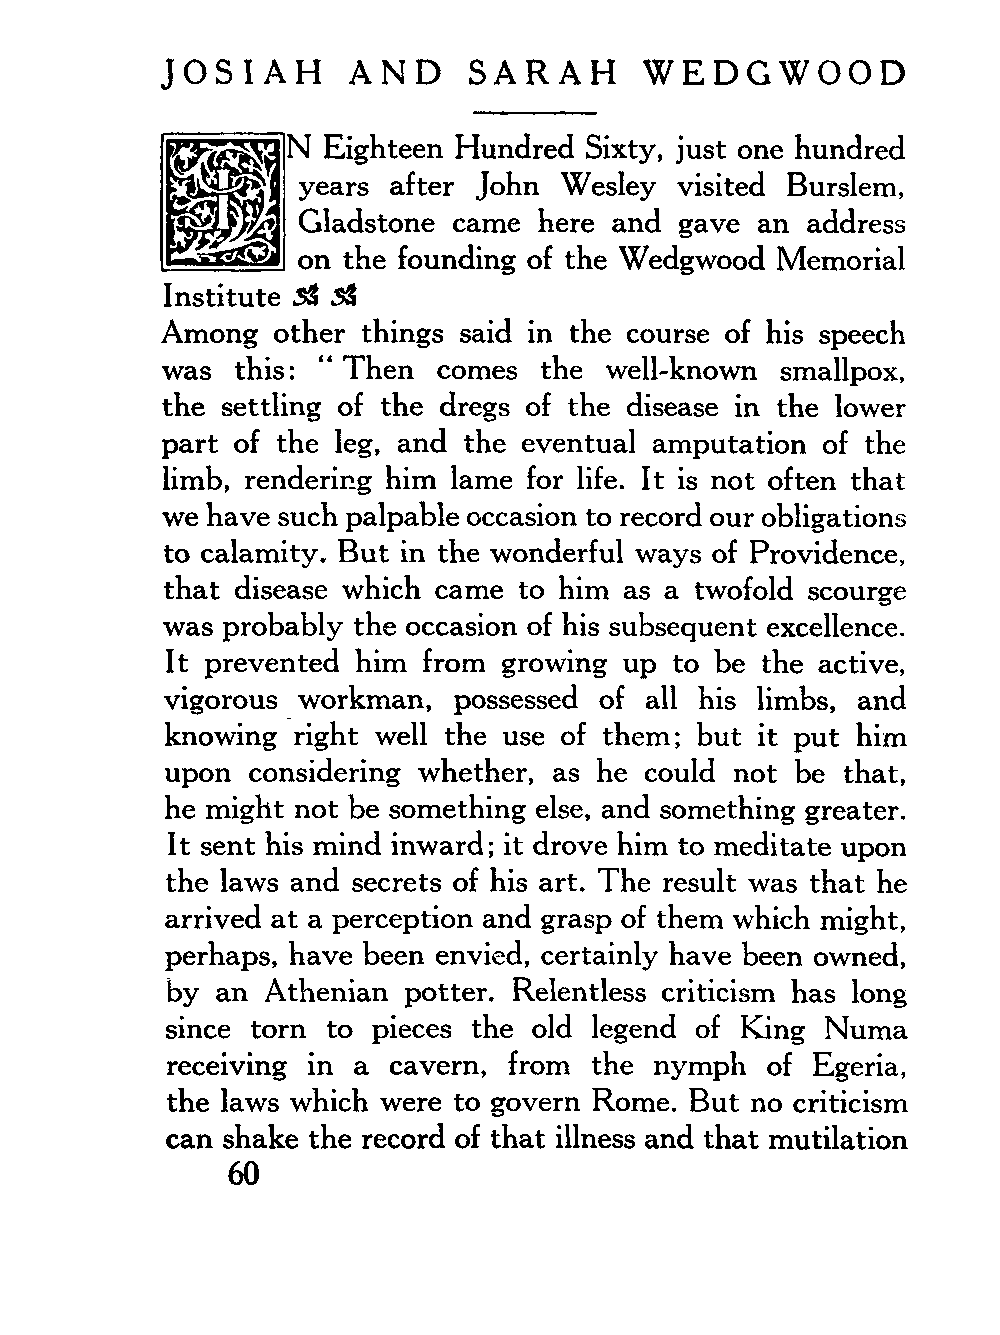 JOSIAH AND SARAH WEDGWOOD
IN Eighteen Hundred Sixty, just one hundred
years after John Wesley visited Burslem,
Gladstone came here and gave an address
on the founding of the Wedgwood Memorial
Institute
Among other things said in the course of his speech
was this: “ Then comes the well-known smallpox,
the settling of the dregs of the disease in the lower
part of the leg, and the eventual amputation of the
limb, rendering him lame for life. It is not often that
we have such palpable occasion to record our obligations
to calamity. But in the wonderful ways of Providence,
that disease which came to him as a twofold scourge
was probably the occasion of his subsequent excellence.
It prevented him from growing up to be the active,
vigorous workman, possessed of all his limbs, and
knowing right well the use of them; but it put him
upon considering whether, as he could not be that,
he might not be something else, and something greater.
It sent his mind inward; it drove him to meditate upon
the laws and secrets of his art. The result was that he
arrived at a perception and grasp of them which might,
perhaps, have been envied, certainly have been owned,
by an Athenian potter. Relentless criticism has long
since torn to pieces the old legend of King Numa
receiving in a cavern, from the nymph of Egeria,
the laws which were to govern Rome. But no criticism
can shake the record of that illness and that mutilation
60